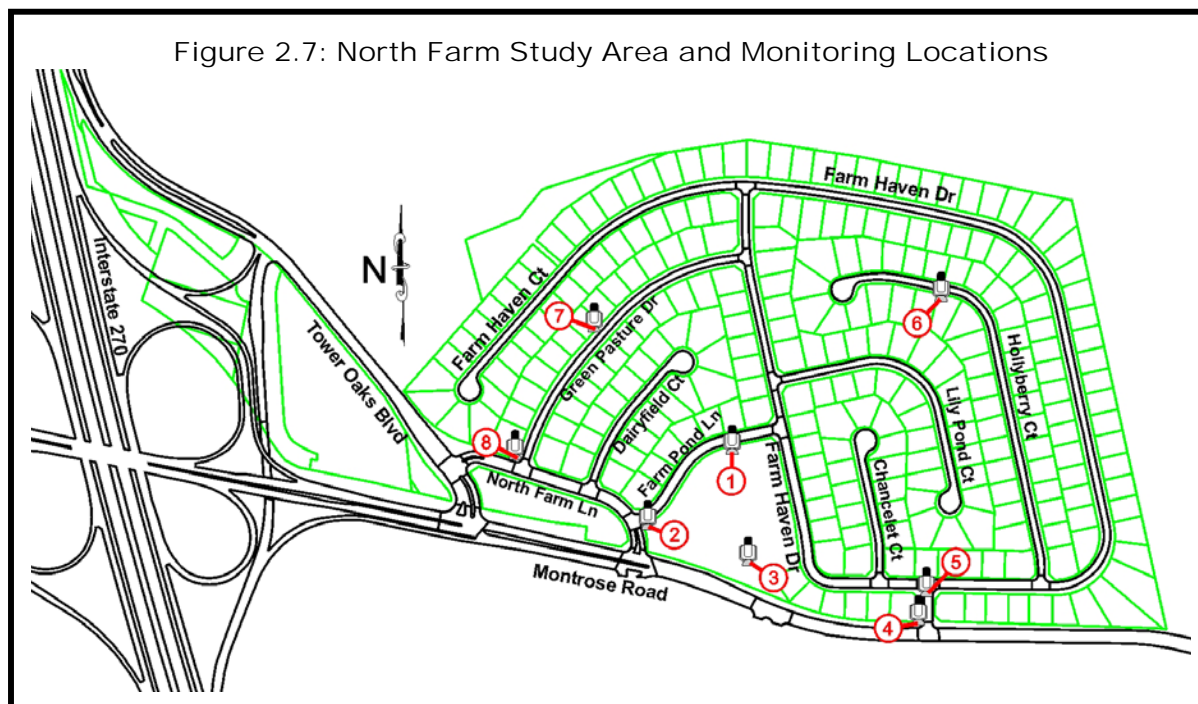 Figure 2.7: North Farm Study Area and Monitoring Locations
Farm Haven Dr
Interstate 270
N
Tower Oaks Blvd
Farm Haven Ct
7
Green Pasture Dr
6
Hollyberry Ct
Dairyfield Ct
Lily Pond Ct
Farm Pond Ln
8
1
North Farm Ln
Farm Haven Dr
Chancelet Ct
2
3
5
Montrose Road
4